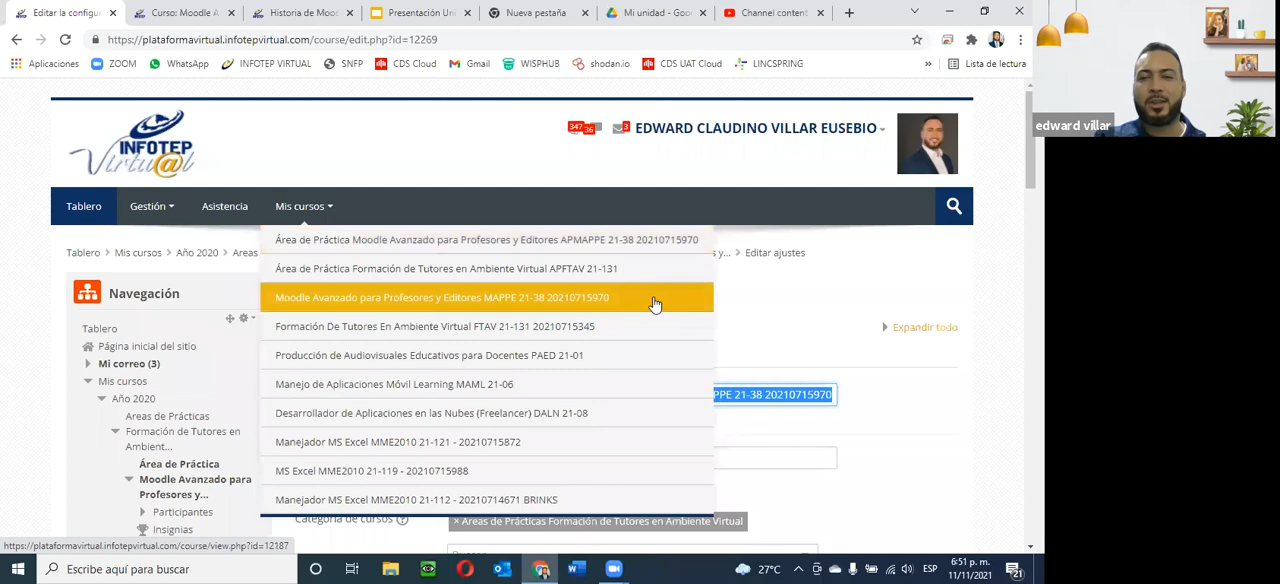 Editar la configu
Curso: Moodle A
Historia de Mood
Presentación Uni
Nueva pestaña
Mi unidad - Goo
Channel content
https://plataformavirtual.infotepvirtual.com/course/edit.php?id=12269
Aplicaciones
ZOOM
WhatsApp
INFOTEP VIRTUAL
SNFP
CDS Cloud
Gmail
WISPHUB
shodan.io
CDS UAT Cloud
LINCSPRING
»
Lista de lectura
edward villar
INFOTEP
Virtu@l
347
36
3
EDWARD CLAUDINO VILLAR EUSEBIO
Tablero
Gestión
Asistencia
Mis cursos
Área de Práctica Moodle Avanzado para Profesores y Editores APMAPPE 21-38 20210715970
Tablero > Mis cursos > Año 2020 > Areas
y... > Editar ajustes
Área de Práctica Formación de Tutores en Ambiente Virtual APFTAV 21-131
Navegación
Moodle Avanzado para Profesores y Editores MAPPE 21-38 20210715970
Tablero
Formación De Tutores En Ambiente Virtual FTAV 21-131 20210715345
Expandir todo
Página inicial del sitio
Mi correo (3)
Producción de Audiovisuales Educativos para Docentes PAED 21-01
Mis cursos
Manejo de Aplicaciones Móvil Learning MAML 21-06
Año 2020
PPE 21-38 20210715970
Areas de Prácticas
Desarrollador de Aplicaciones en las Nubes (Freelancer) DALN 21-08
Formación de Tutores en
Ambient...
Manejador MS Excel MME2010 21-121 - 20210715872
Área de Práctica
MS Excel MME2010 21-119 - 20210715988
Moodle Avanzado para
Profesores y...
Manejador MS Excel MME2010 21-112 - 20210714671 BRINKS
Participantes
Categoría de cursos
× Areas de Prácticas Formación de Tutores en Ambiente Virtual
Insignias
https://plataformavirtual.infotepvirtual.com/course/view.php?id=12187
Escribe aquí para buscar
27°C
ESP
6:51 p. m.
11/11/2021
21